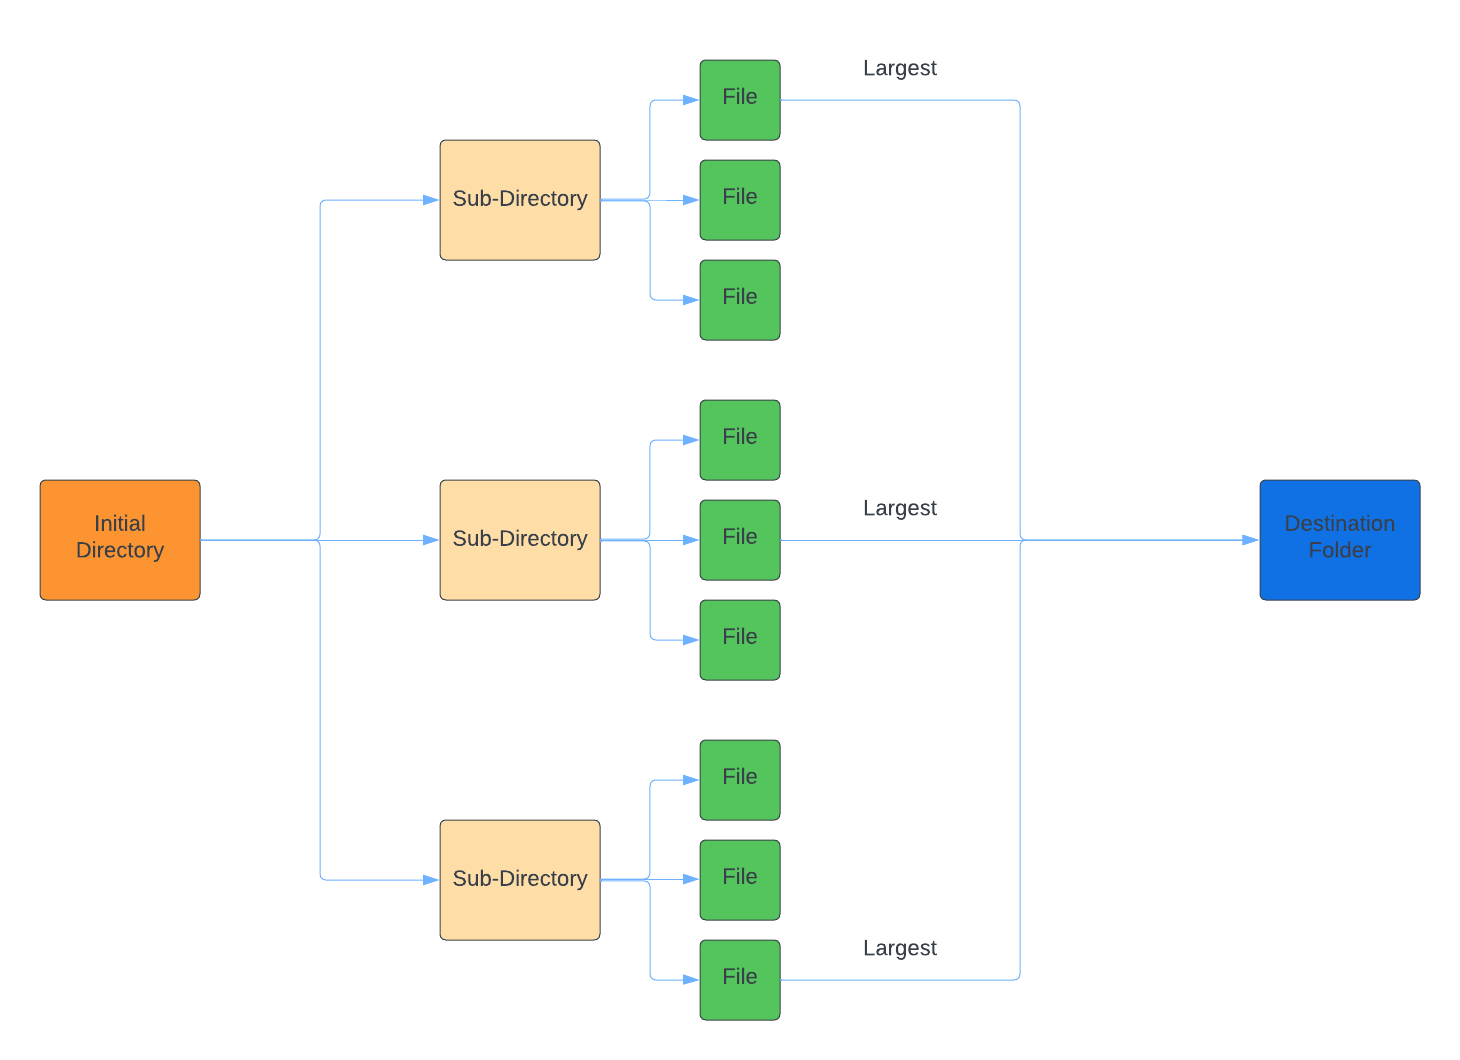 File
Largest
Sub-Directory
File
File
File
Largest
Initial
Directory
Sub-Directory
File
Destination
Folder
File
File
Sub-Directory
File
File
Largest